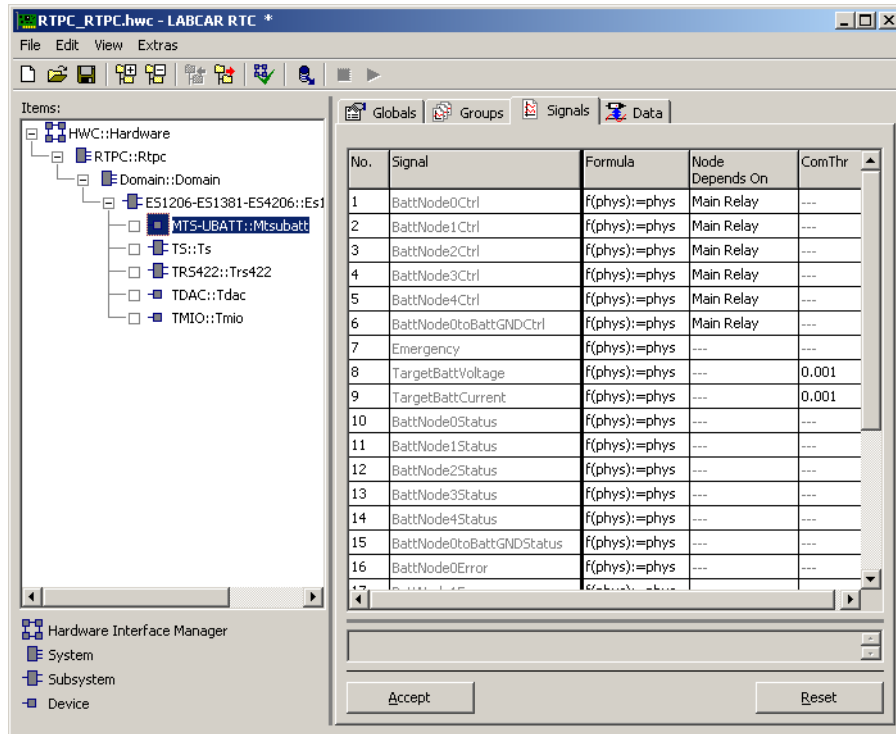 RTPC_RTPC.hwc - LABCAR RTC *
File Edit View Extras
Items:
HWC::Hardware
RTPC::Rtpc
Domain::Domain
ES1206-ES1381-ES4206::Es1
MTS-UBATT::Mtsubatt
TS::Ts
TRS422::Trs422
TDAC::Tdac
TMIO::Tmio
Hardware Interface Manager
System
Subsystem
Device
Globals Groups Signals Data
No. Signal Formula Node Depends On ComThr
1 BattNode0Ctrl f(phys):=phys Main Relay ---
2 BattNode1Ctrl f(phys):=phys Main Relay ---
3 BattNode2Ctrl f(phys):=phys Main Relay ---
4 BattNode3Ctrl f(phys):=phys Main Relay ---
5 BattNode4Ctrl f(phys):=phys Main Relay ---
6 BattNode0toBattGNDCtrl f(phys):=phys Main Relay ---
7 Emergency f(phys):=phys --- ---
8 TargetBattVoltage f(phys):=phys --- 0.001
9 TargetBattCurrent f(phys):=phys --- 0.001
10 BattNode0Status f(phys):=phys --- ---
11 BattNode1Status f(phys):=phys --- ---
12 BattNode2Status f(phys):=phys --- ---
13 BattNode3Status f(phys):=phys --- ---
14 BattNode4Status f(phys):=phys --- ---
15 BattNode0toBattGNDStatus f(phys):=phys --- ---
16 BattNode0Error f(phys):=phys --- ---
Accept Reset